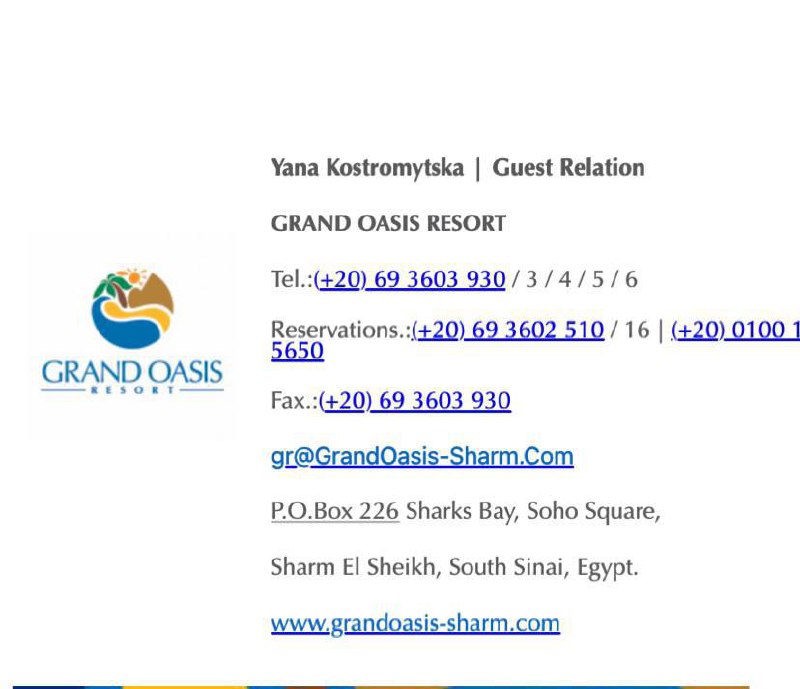 Yana Kostromytska | Guest Relation
GRAND OASIS RESORT
Tel.:(+20) 69 3603 930 / 3 / 4 / 5 / 6
Reservations.:(+20) 69 3602 510 / 16 | (+20) 0100 1
5650
Fax.:(+20) 69 3603 930
gr@GrandOasis-Sharm.Com
P.O.Box 226 Sharks Bay, Soho Square,
Sharm El Sheikh, South Sinai, Egypt.
www.grandoasis-sharm.com
GRAND OASIS
RESORT